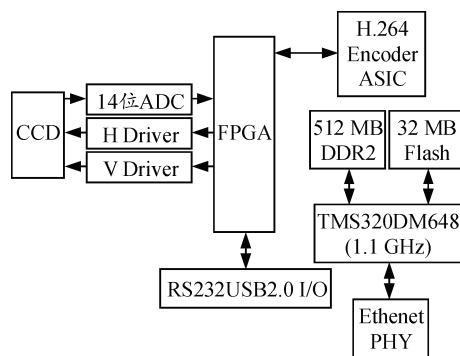 H.264
Encoder
ASIC
CCD
14位ADC
H Driver
V Driver
FPGA
512 MB
DDR2
32 MB
Flash
TMS320DM648
(1.1 GHz)
RS232USB2.0 I/O
Ethenet
PHY